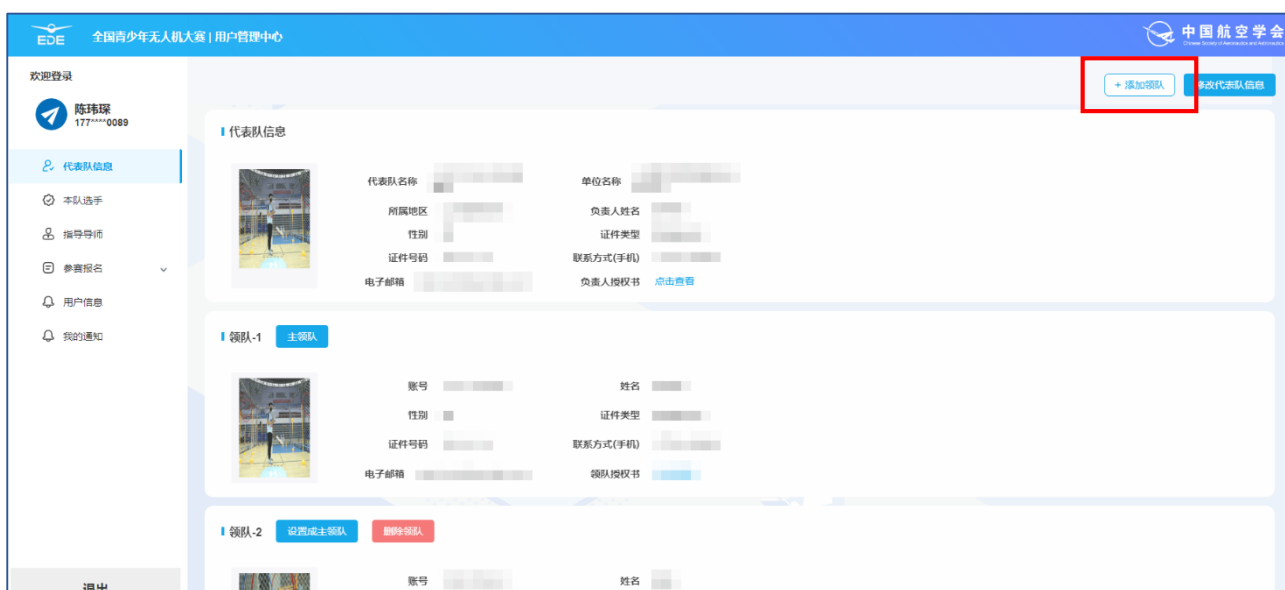 EDE 全国青少年无人机大赛 | 用户管理中心 中国航空学会
Chinese Society of Aeronautics and Astronautics
欢迎登录
+ 添加领队 修改代表队信息
陈玮琛
177****0089
代表队信息
代表队信息
代表队名称 单位名称
本队选手
所属地区 负责人姓名
指导导师
性别 证件类型
证件号码 联系方式(手机)
参赛报名
电子邮箱 负责人授权书 点击查看
用户信息
我的通知
领队-1 主领队
账号 姓名
性别 证件类型
证件号码 联系方式(手机)
电子邮箱 领队授权书
领队-2 设置成主领队 删除领队
账号 姓名
退出